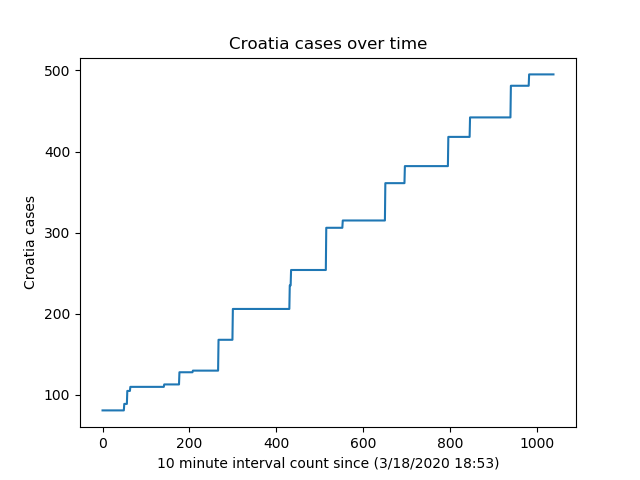 Croatia cases over time
500
400
300
200
100
Croatia cases
0 200 400 600 800 1000
10 minute interval count since (3/18/2020 18:53)